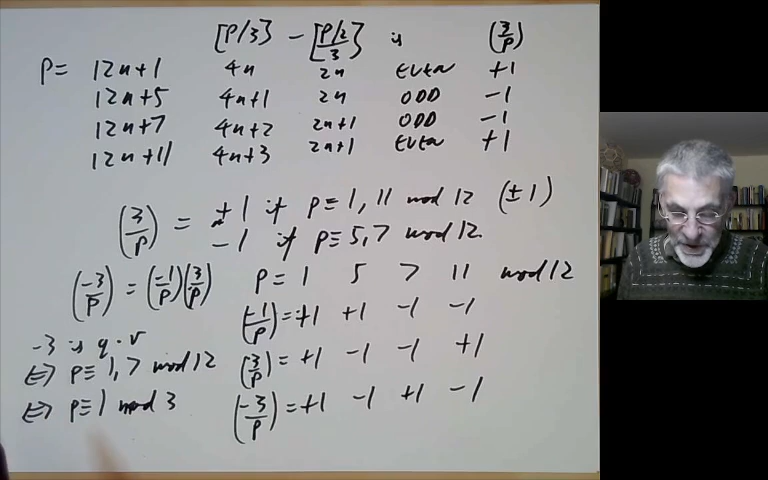 [P/3] - [P/2/3] is (3/P)
P= 12n+1 4n 2n EVEN +1
12n+5 4n+1 2n ODD -1
12n+7 4n+2 2n+1 ODD -1
12n+11 4n+3 2n+1 EVEN +1
(3/P) = +1 if P≡1, 11 mod 12 (±1)
-1 if P≡5, 7 mod 12.
(-3/P) = (-1/P)(3/P) P≡1 5 7 11 mod 12
(-1/P)=+1 +1 -1 -1
-3 is q.r
⇔ P≡1, 7 mod 12 (3/P)=+1 -1 -1 +1
⇔ P≡1 mod 3 (-3/P)=+1 -1 +1 -1